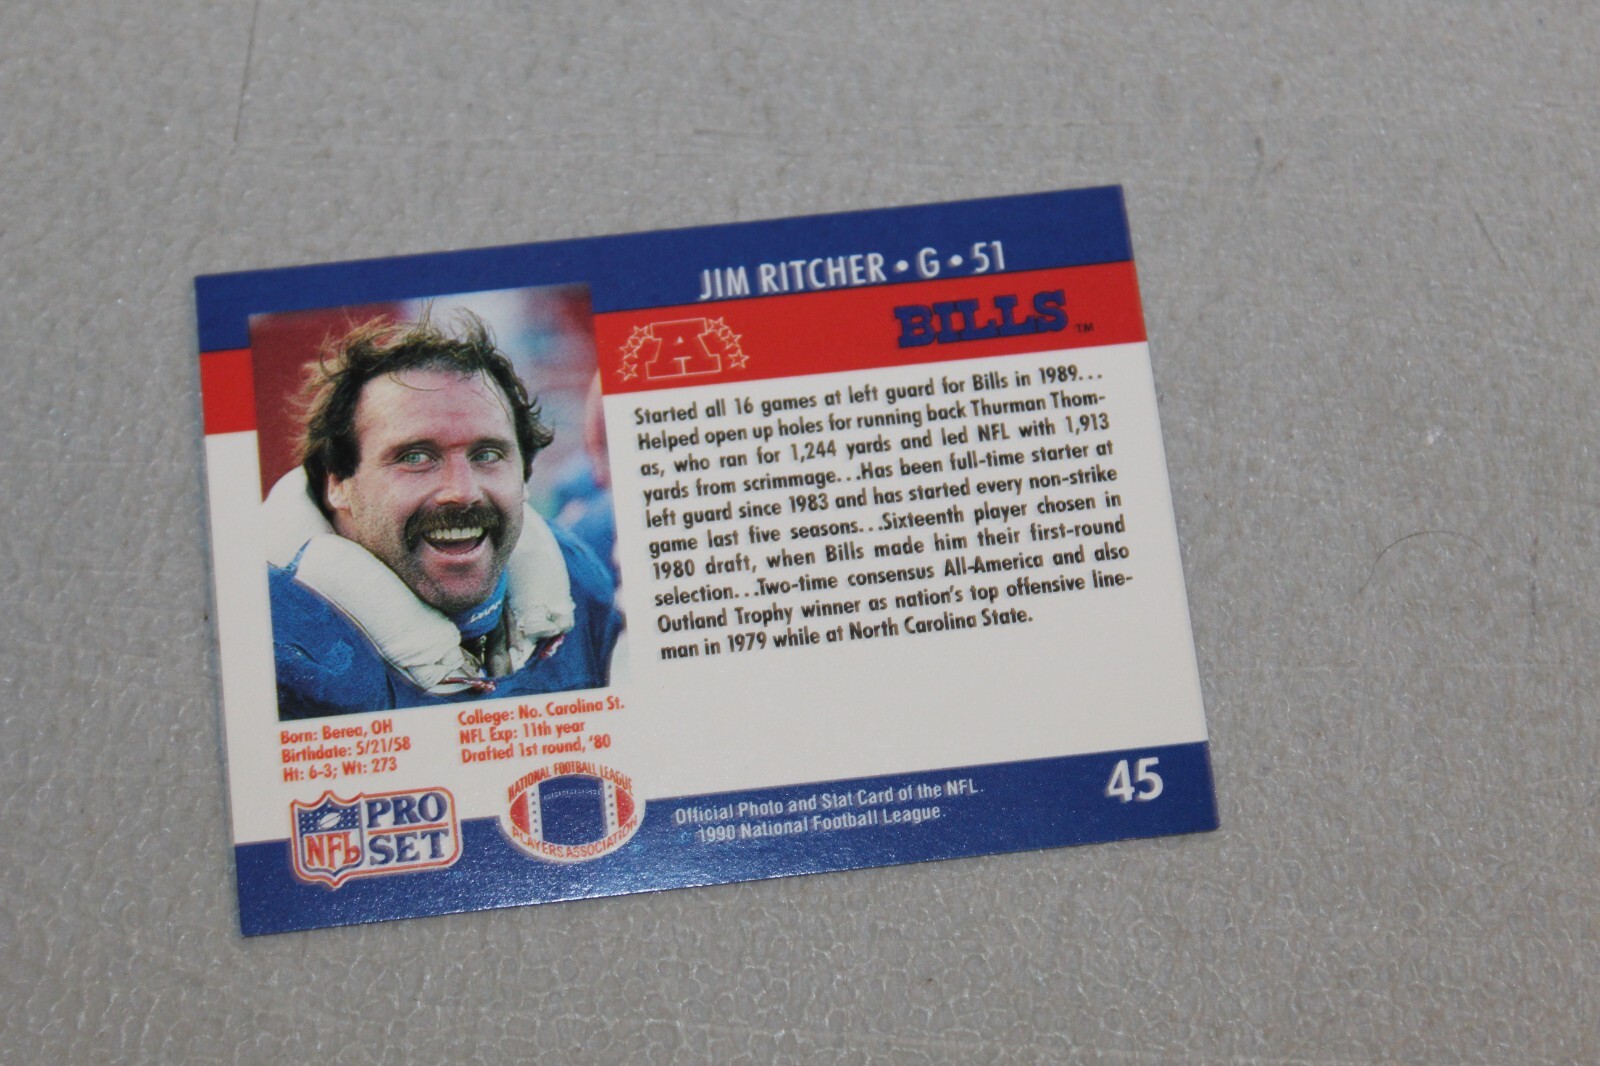 JIM RITCHER • G • 51
BILLS TM
A
Started all 16 games at left guard for Bills in 1989...
Helped open up holes for running back Thurman Thom-
as, who ran for 1,244 yards and led NFL with 1,913
yards from scrimmage...Has been full-time starter at
left guard since 1983 and has started every non-strike
game last five seasons...Sixteenth player chosen in
1980 draft, when Bills made him their first-round
selection...Two-time consensus All-America and also
Outland Trophy winner as nation's top offensive line-
man in 1979 while at North Carolina State.
Born: Berea, OH
Birthdate: 5/21/58
Ht: 6-3; Wt: 273
College: No. Carolina St.
NFL Exp: 11th year
Drafted 1st round, '80
NFL
PRO
SET
NATIONAL FOOTBALL LEAGUE
PLAYERS ASSOCIATION
Official Photo and Stat Card of the NFL.
© 1990 National Football League.
45